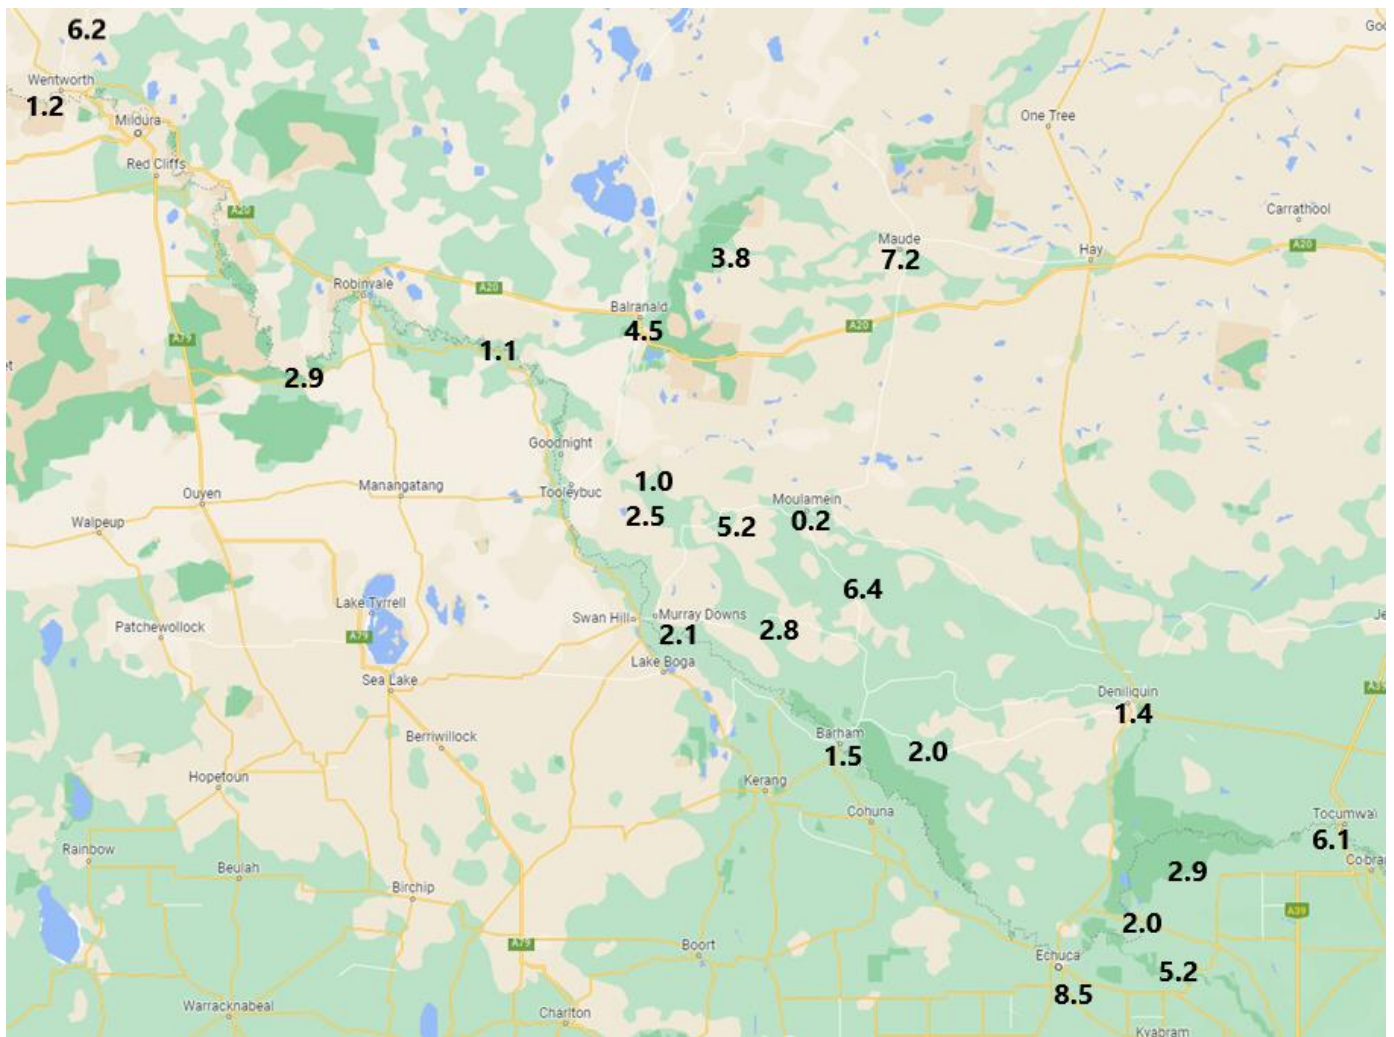 6.2
Goo
Wentworth
1.2
Mildura
One Tree
Red Cliffs
A20
Carrathool
Maude
7.2
Hay
A20
3.8
Robinvale
A20
Balranald
4.5
A20
A79
1.1
et
2.9
Goodnight
Manangatang
Tooleybuc
1.0
Ouyen
Moulamein
0.2
2.5
5.2
Walpeup
6.4
Lake Tyrrell
Swan Hill
Murray Downs
2.1
2.8
Je
Patchewollock
A79
Lake Boga
Sea Lake
Deniliquin
1.4
A39
Berriwillock
Barham
1.5
2.0
Hopetoun
Kerang
Cohuna
Tocumwal
6.1
Rainbow
Beulah
Cobra
2.9
Birchip
A39
2.0
A79
Boort
Echuca
8.5
5.2
Warracknabeal
Charlton
Kyabram